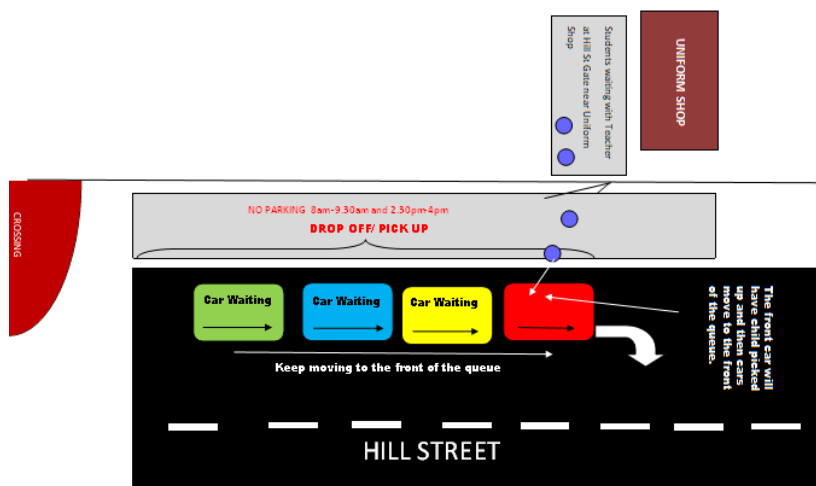 Students waiting with Teacher
at Hill St Gate near Uniform
Shop
UNIFORM SHOP
CROSSING
NO PARKING 8am-9.30am and 2.30pm-4pm
DROP OFF/ PICK UP
Car Waiting
Car Waiting
Car Waiting
The front car will
have child picked
up and then cars
move to the front
of the queue.
Keep moving to the front of the queue
HILL STREET